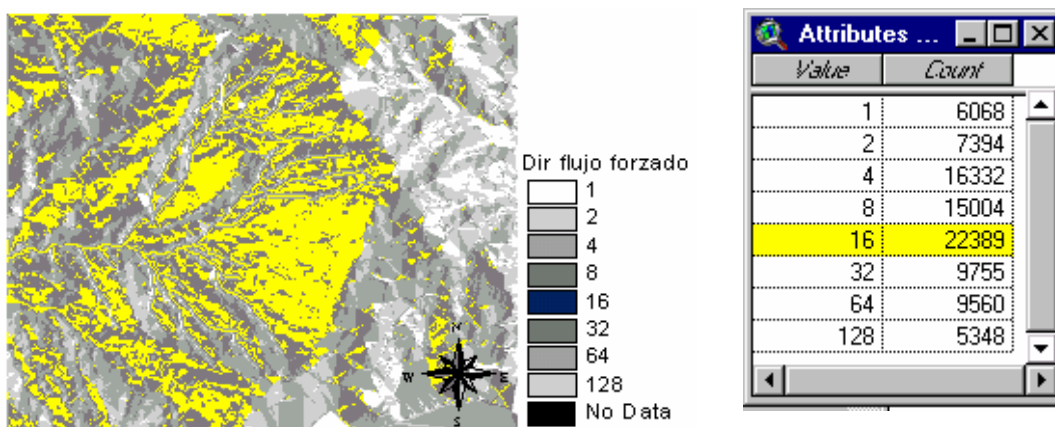 Dir flujo forzado
1
2
4
8
16
32
64
128
No Data
N
W E
S
Attributes ...
Value Count
1 6068
2 7394
4 16332
8 15004
16 22389
32 9755
64 9560
128 5348